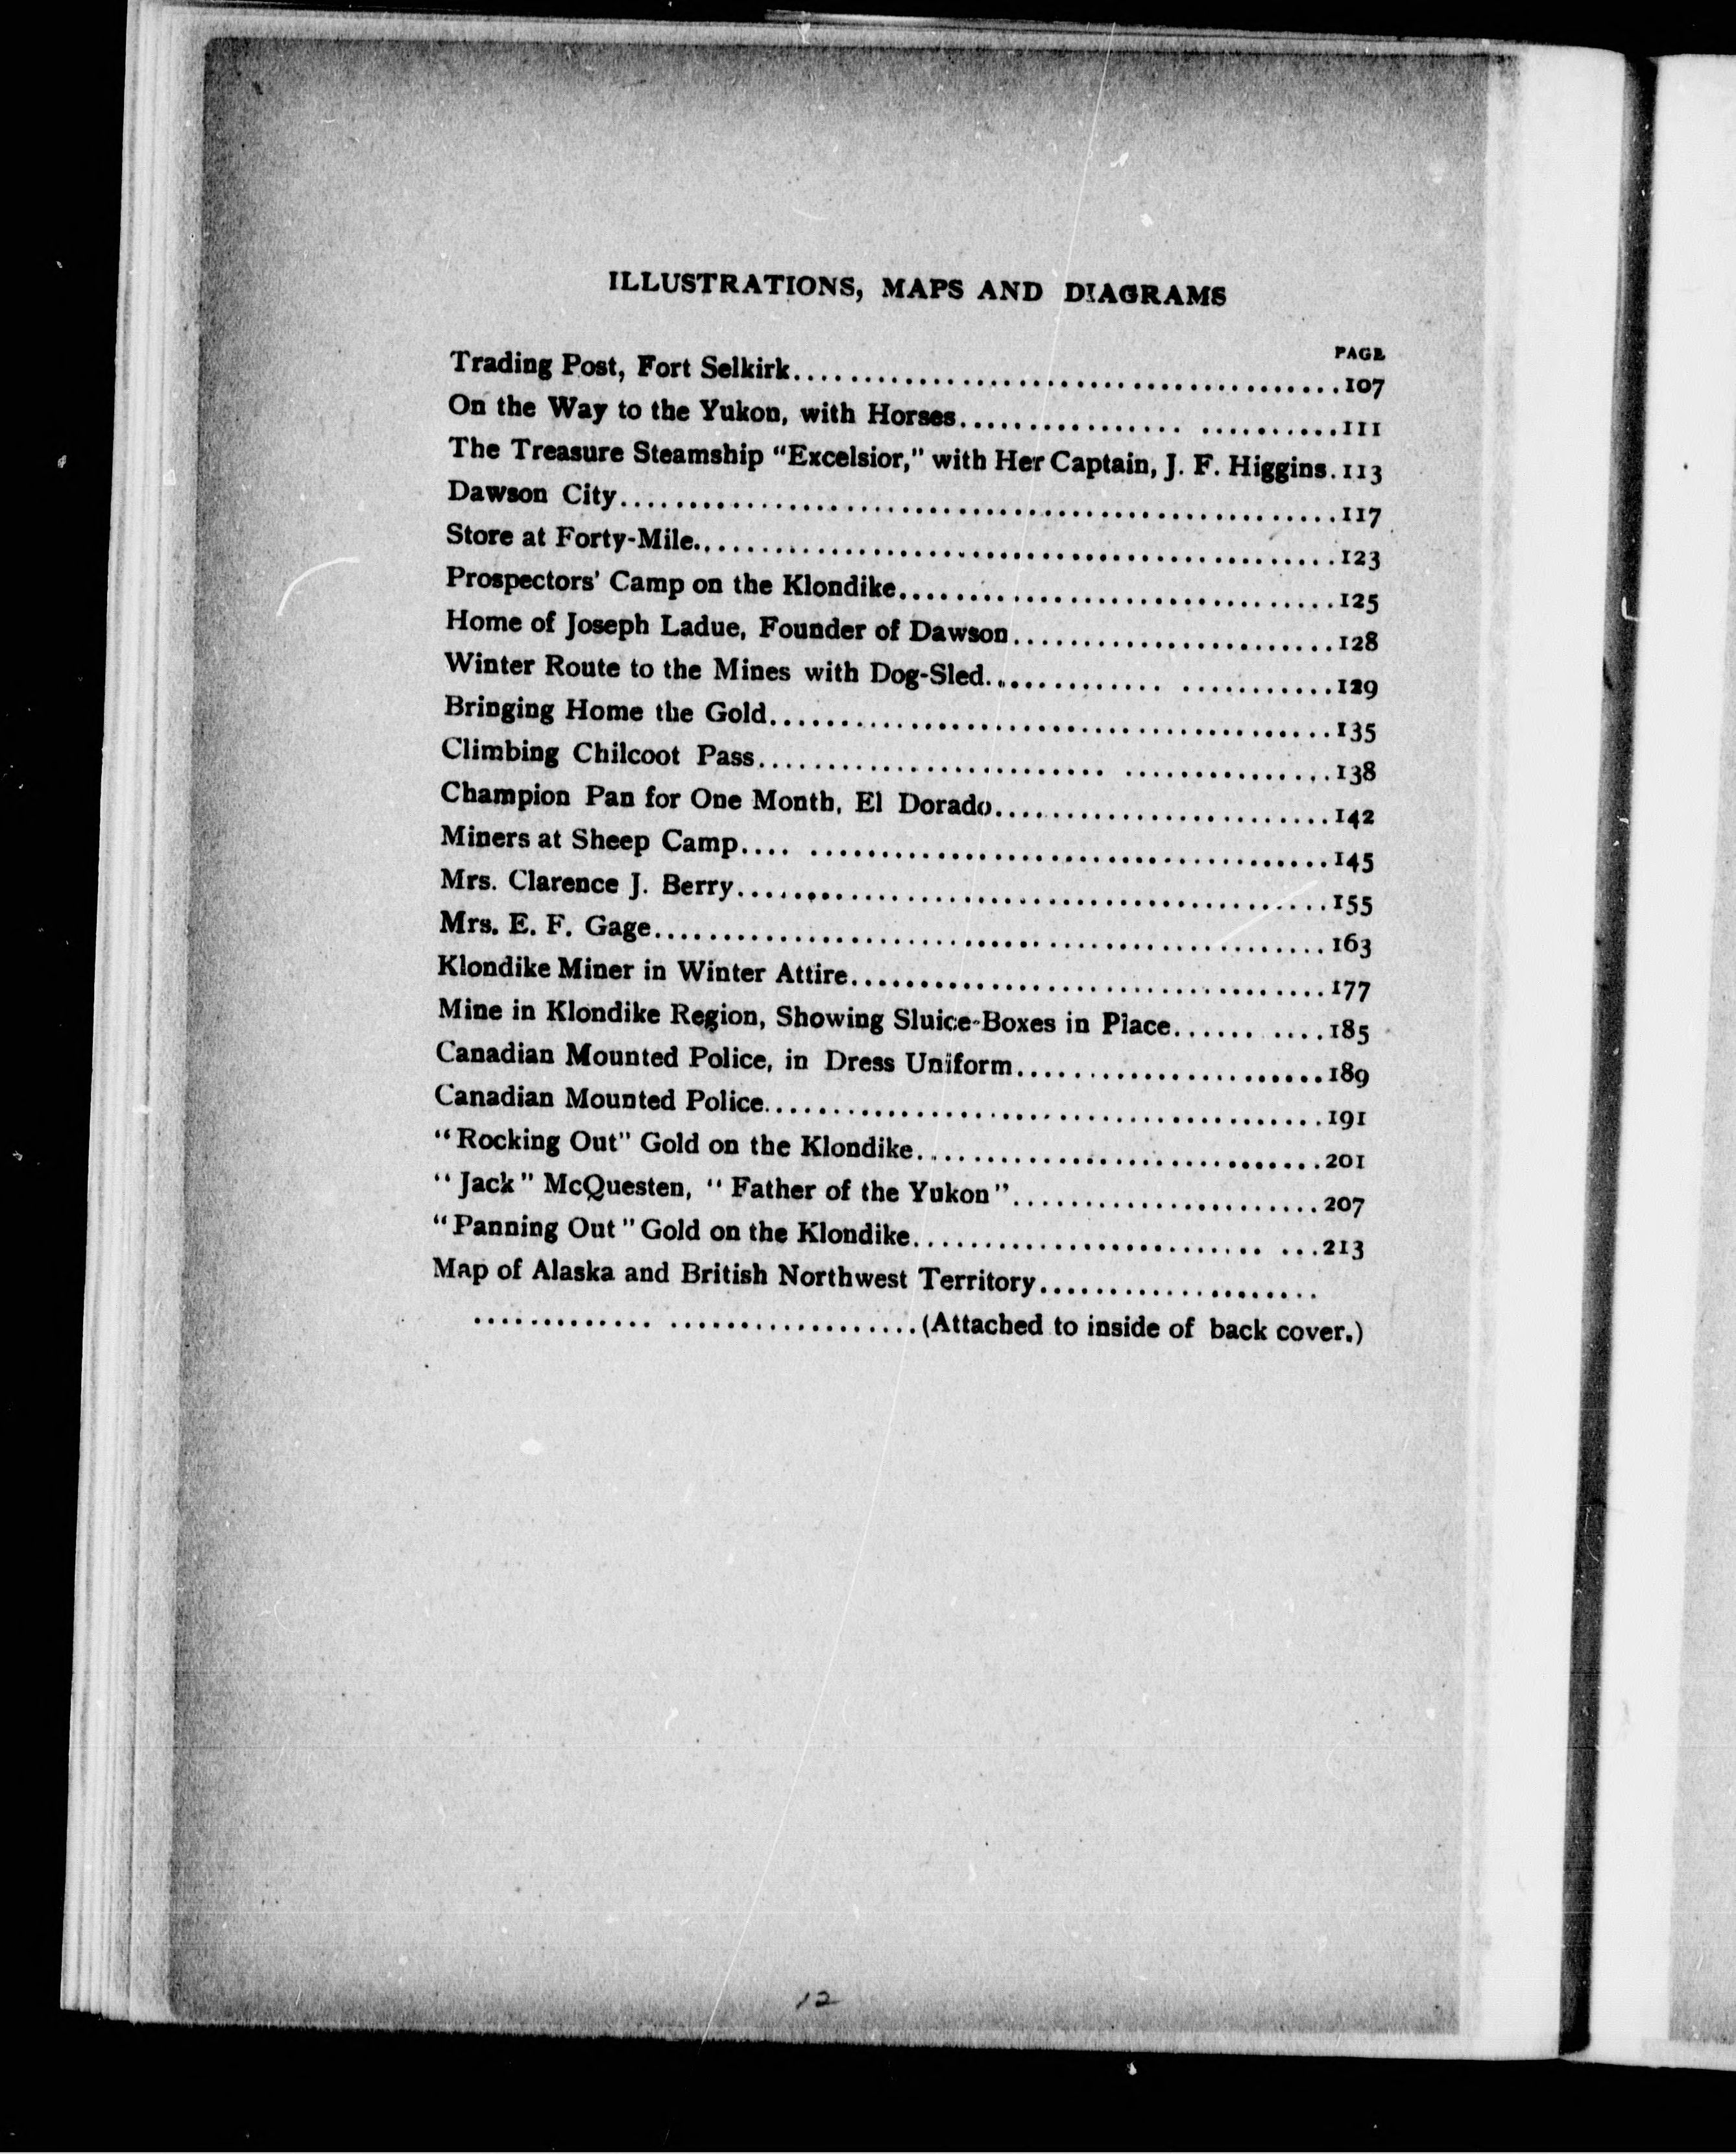 ILLUSTRATIONS, MAPS AND DIAGRAMS
PAGE
Trading Post, Fort Selkirk........................................107
On the Way to the Yukon, with Horses................ ..........111
The Treasure Steamship "Excelsior," with Her Captain, J. F. Higgins.113
Dawson City....................................................117
Store at Forty-Mile..............................................123
Prospectors' Camp on the Klondike................................125
Home of Joseph Ladue, Founder of Dawson.......................128
Winter Route to the Mines with Dog-Sled............. ...........129
Bringing Home the Gold........................................135
Climbing Chilcoot Pass......................... ...............138
Champion Pan for One Month, El Dorado........................142
Miners at Sheep Camp.... .....................................145
Mrs. Clarence J. Berry...........................................155
Mrs. E. F. Gage.................................................163
Klondike Miner in Winter Attire..................................177
Mine in Klondike Region, Showing Sluice-Boxes in Place...... ....185
Canadian Mounted Police, in Dress Uniform......................189
Canadian Mounted Police........................................191
"Rocking Out" Gold on the Klondike.............................201
"Jack" McQuesten, "Father of the Yukon"......................207
"Panning Out" Gold on the Klondike......................... ...213
Map of Alaska and British Northwest Territory....................
............. ..................(Attached to inside of back cover.)
12